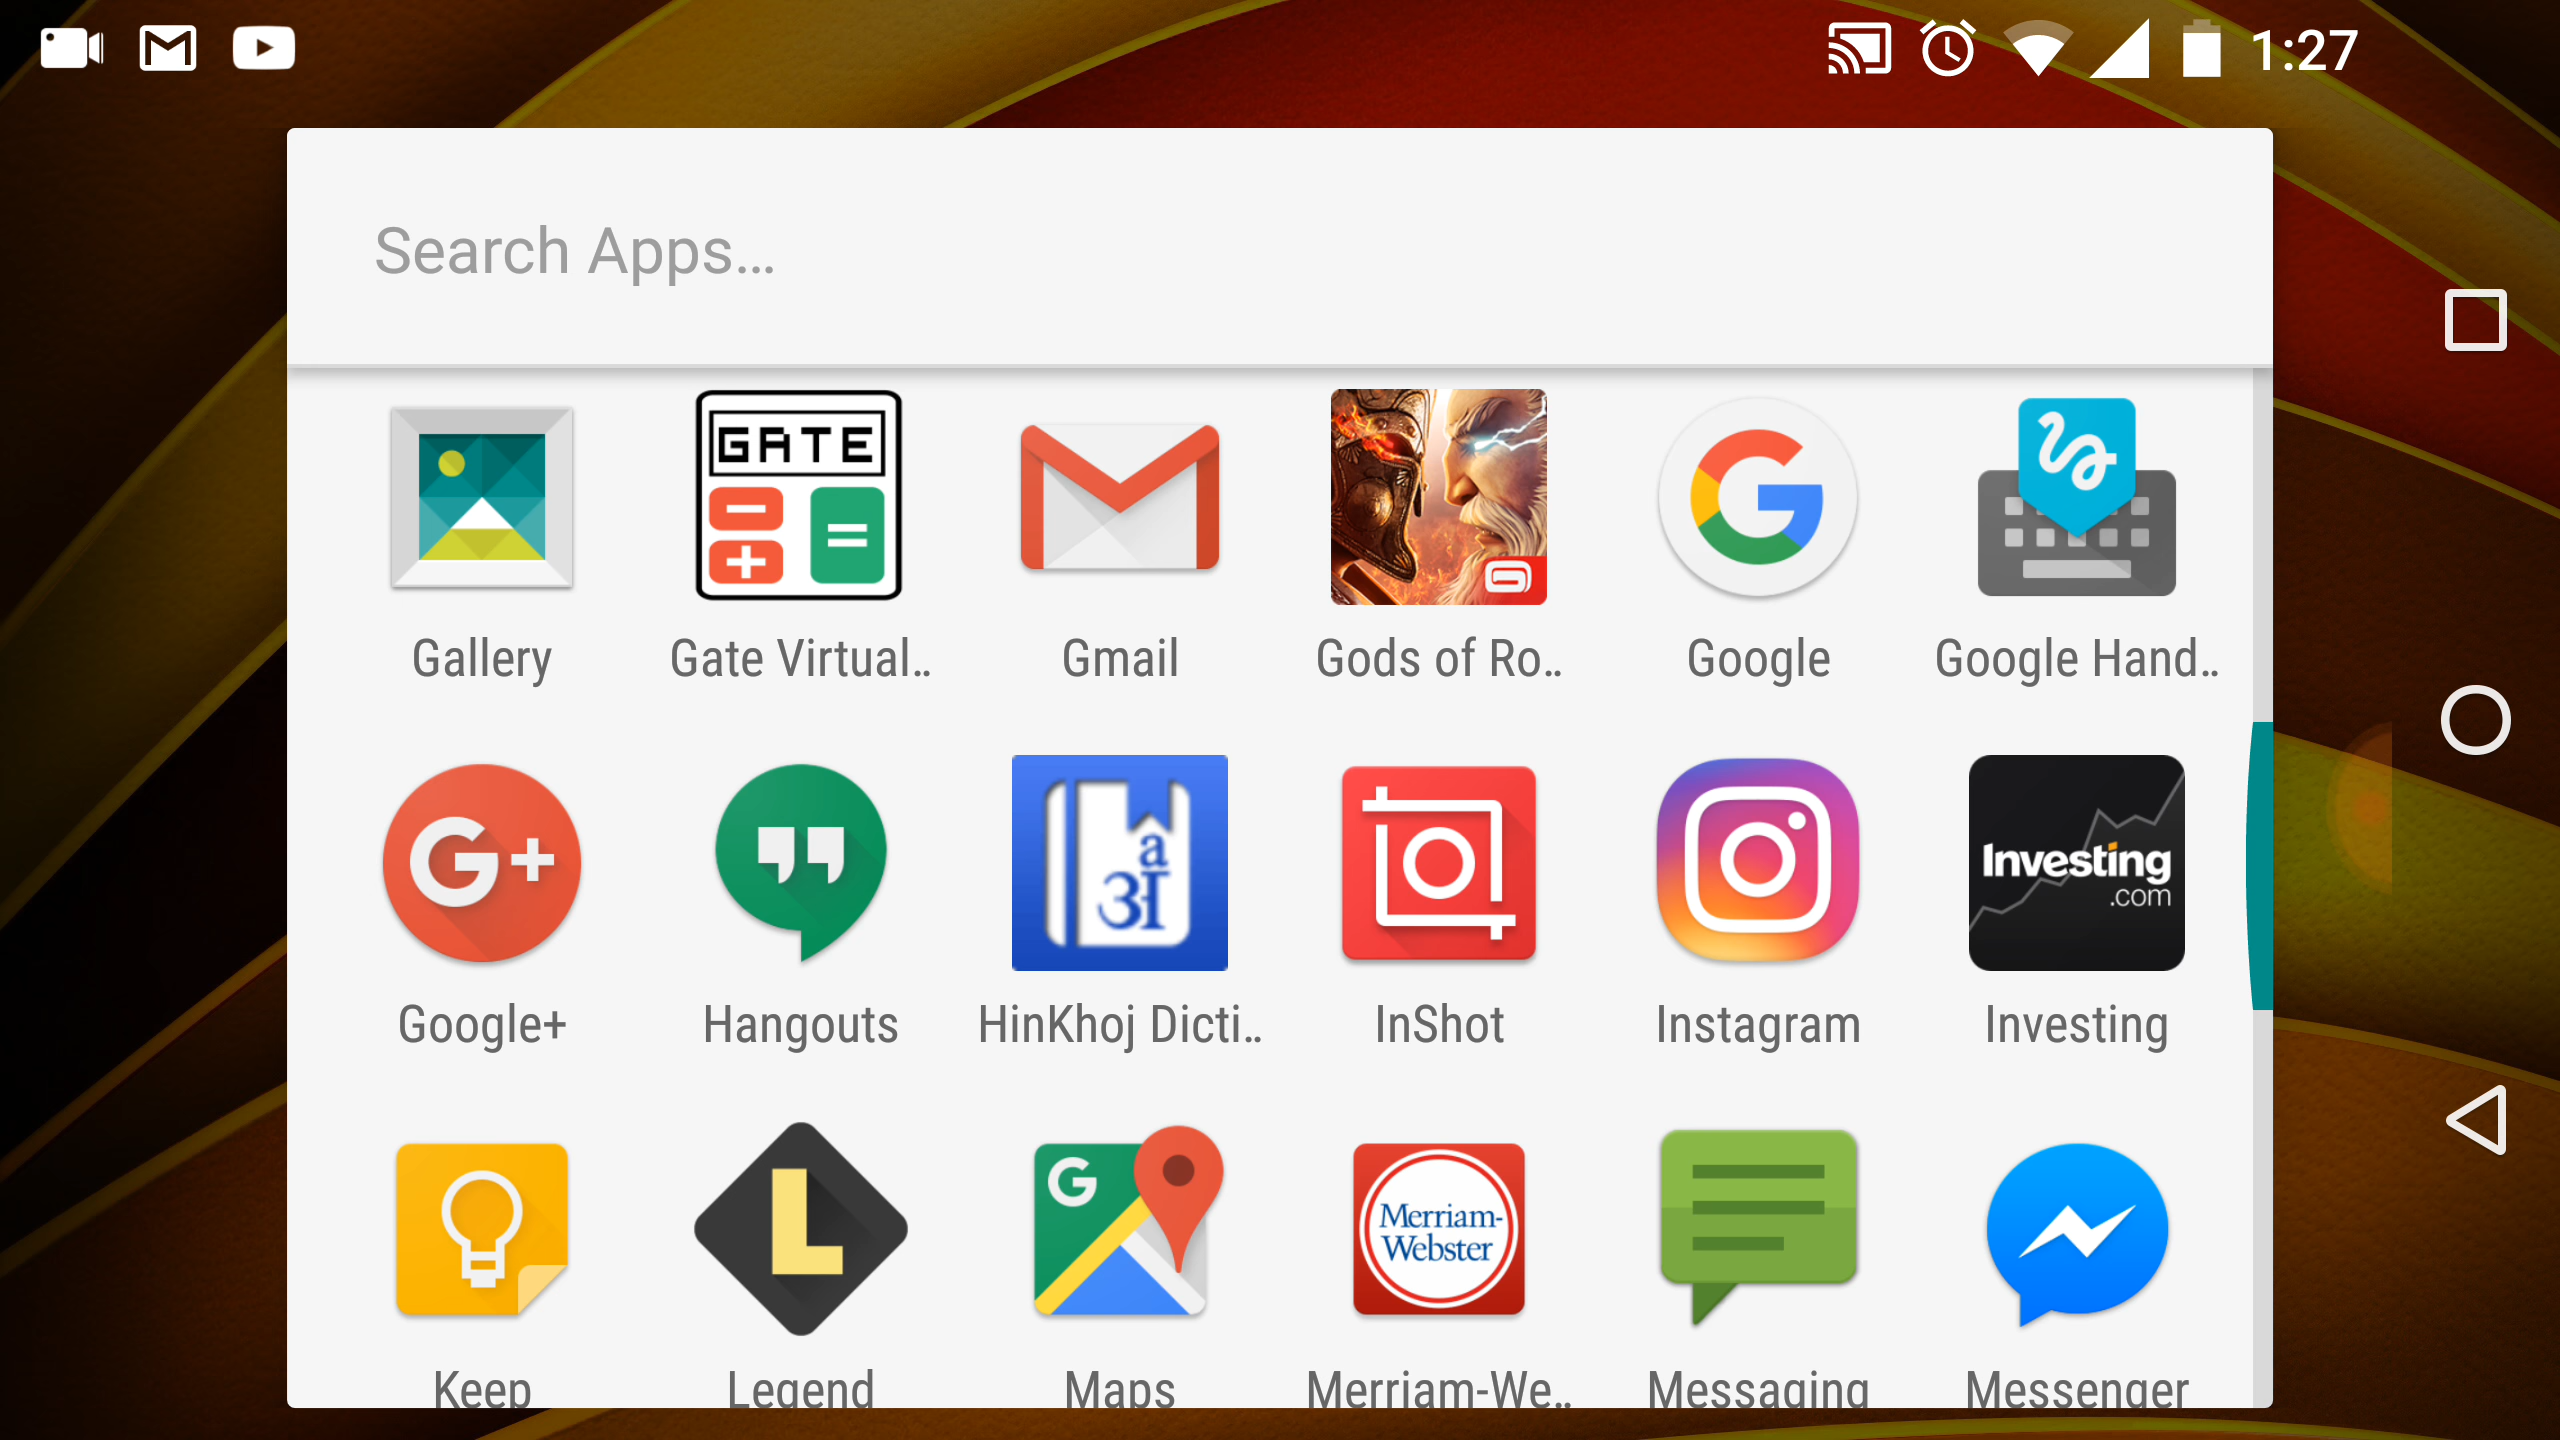 1:27
Search Apps…
GATE
Gallery
Gate Virtual..
Gmail
Gods of Ro..
Google
Google Hand..
G+
a
अ
Investing
.com
Google+
Hangouts
HinKhoj Dicti..
InShot
Instagram
Investing
L
G
Merriam-
Webster
Keep
Legend
Maps
Merriam-We..
Messaging
Messenger